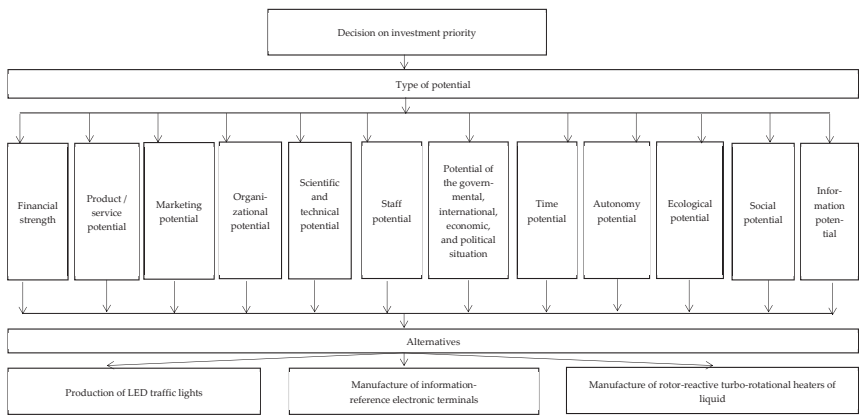 Decision on investment priority
Type of potential
Financial
strength
Product /
service
potential
Marketing
potential
Organi-
zational
potential
Scientific
and
technical
potential
Staff
potential
Potential of
the govern-
mental,
international,
economic,
and political
situation
Time
potential
Autonomy
potential
Ecological
potential
Social
potential
Infor-
mation
poten-
tial
Alternatives
Production of LED traffic lights
Manufacture of information-
reference electronic terminals
Manufacture of rotor-reactive turbo-rotational heaters of
liquid